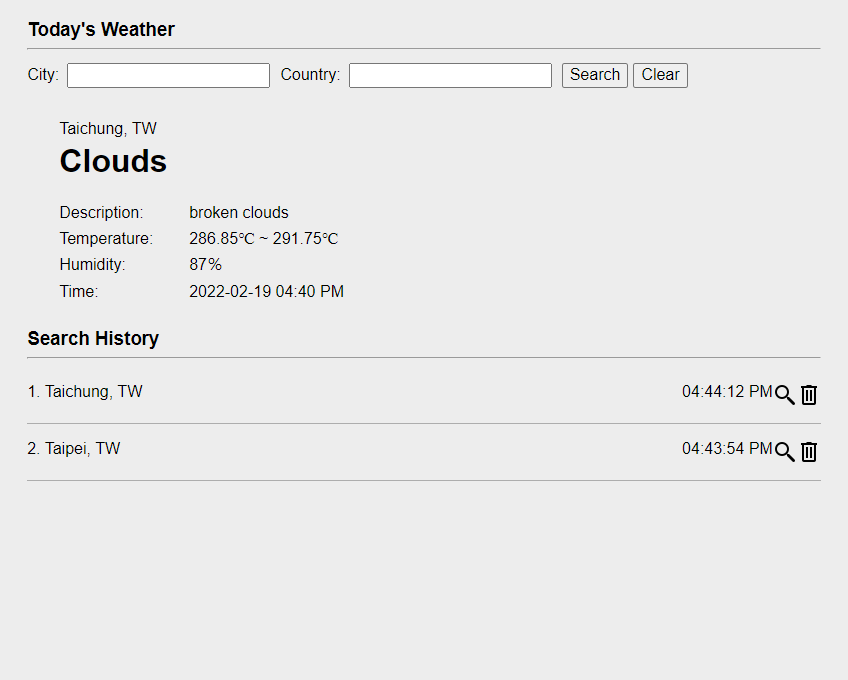 Today's Weather
City: Country: Search Clear
Taichung, TW
Clouds
Description: broken clouds
Temperature: 286.85℃ ~ 291.75℃
Humidity: 87%
Time: 2022-02-19 04:40 PM
Search History
1. Taichung, TW 04:44:12 PM
2. Taipei, TW 04:43:54 PM